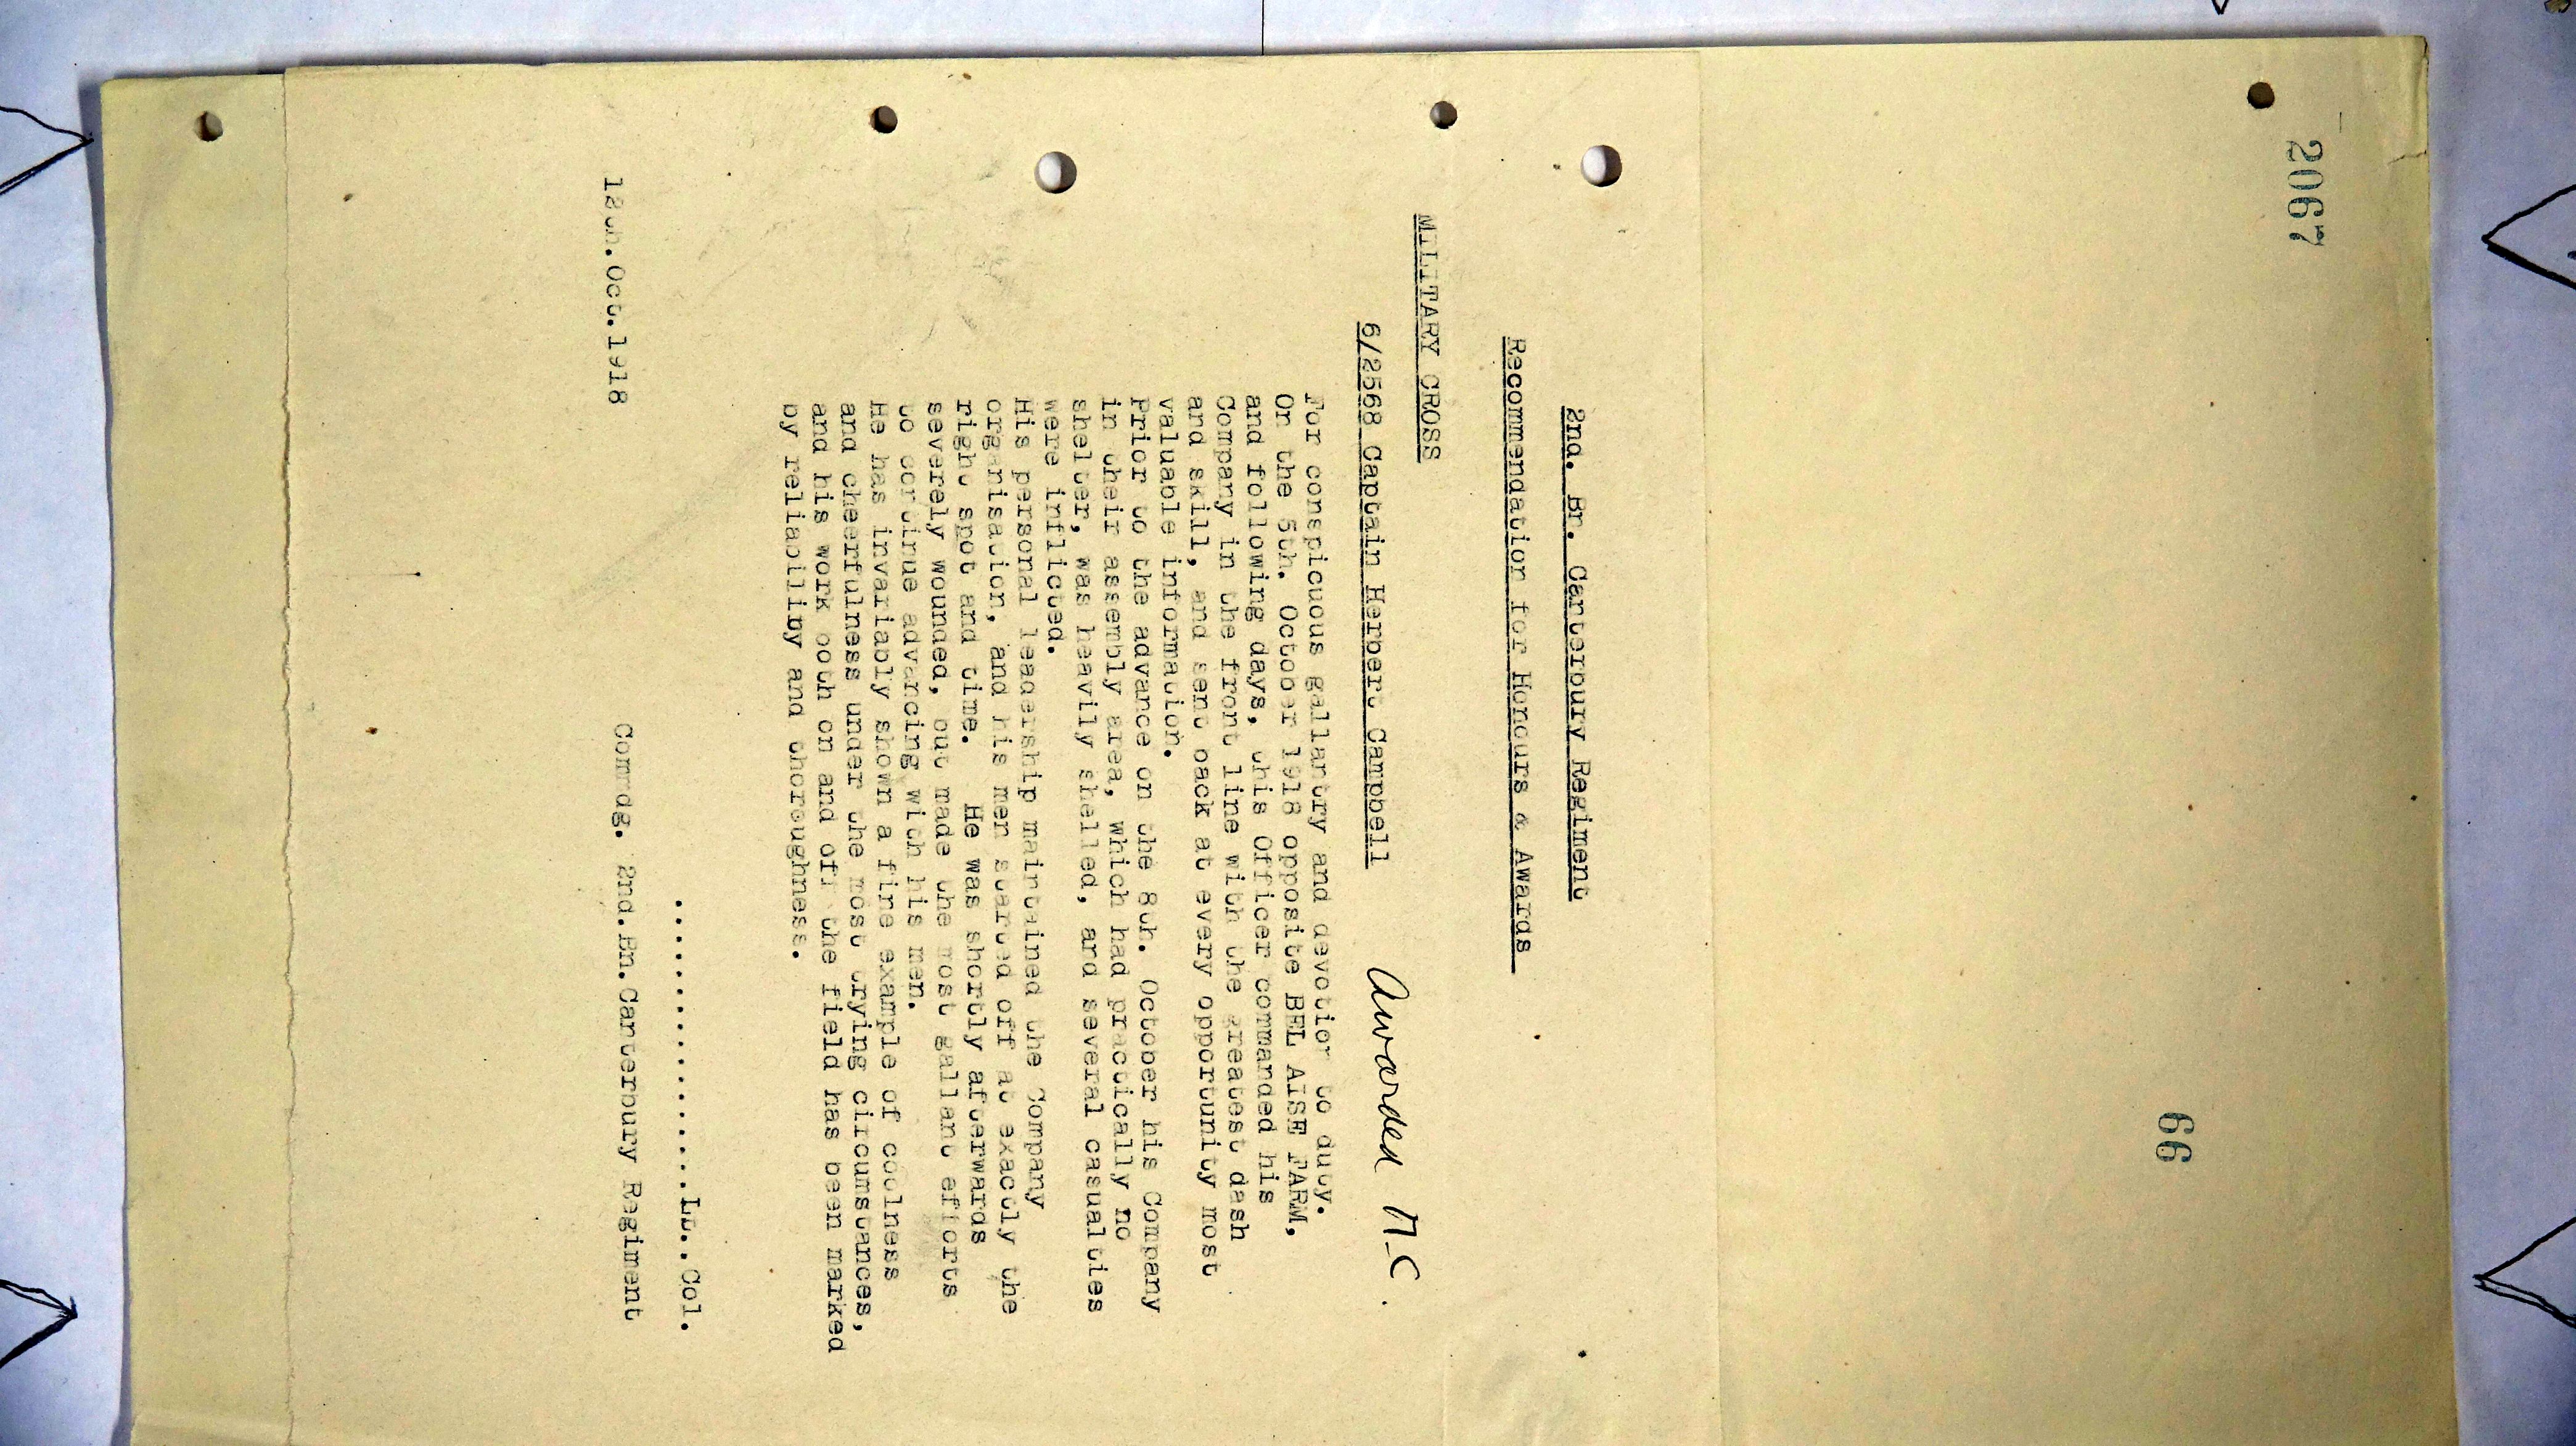 2067
66
2nd. Bn. Canterbury Regiment
Recommendation for Honours & Awards
MILITARY CROSS
6/2568 Captain Herbert Campbell Awarded M.C.
For conspicuous gallantry and devotion to duty.
On the 5th. October 1918 opposite BEL AISE FARM,
and following days, this Officer commanded his
Company in the front line with the greatest dash
and skill, and sent back at every opportunity most
valuable information.
Prior to the advance on the 8th. October his Company
in their assembly area, which had practically no
shelter, was heavily shelled, and several casualties
were inflicted.
His personal leadership maintained the Company
organisation, and his men started off at exactly the
right spot and time. He was shortly afterwards
severely wounded, but made the most gallant efforts
to continue advancing with his men.
He has invariably shown a fine example of coolness
and cheerfulness under the most trying circumstances,
and his work both on and off the field has been marked
by reliability and thoroughness.
....................Lt..Col.
Comndg. 2nd.Bn.Canterbury Regiment
Oct.1918